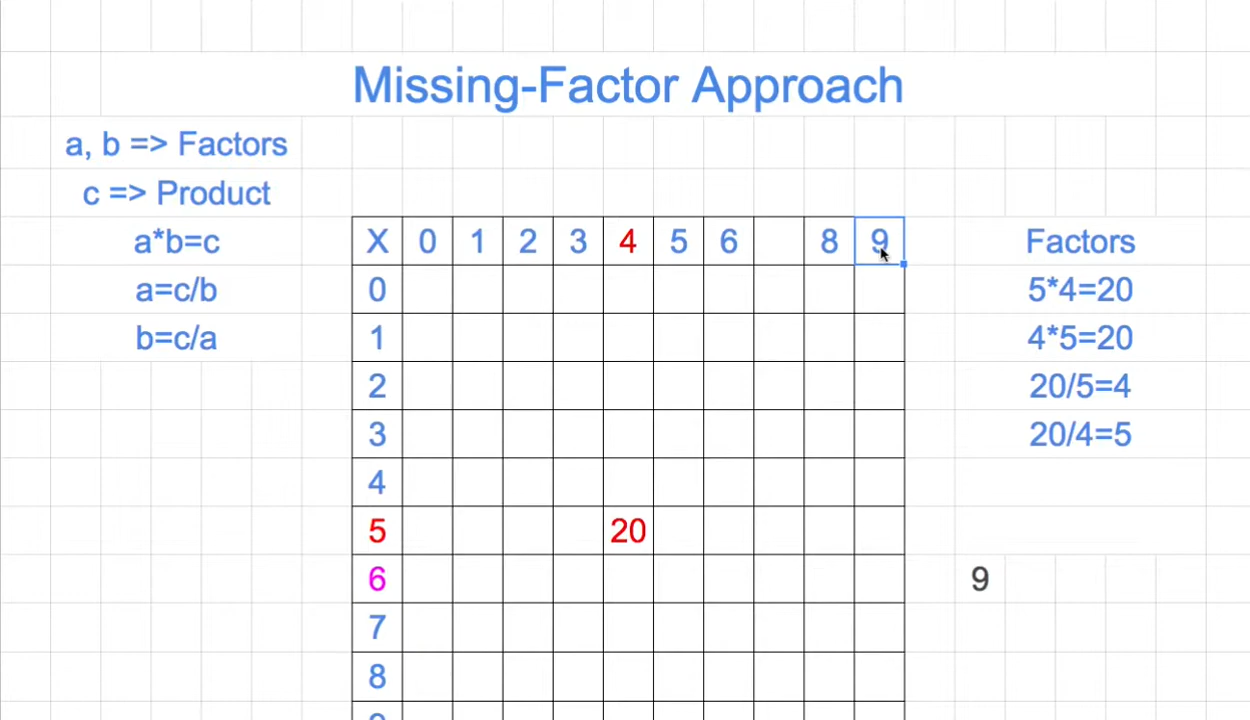 Missing-Factor Approach
a, b => Factors
c => Product
a*b=c
a=c/b
b=c/a
X 0 1 2 3 4 5 6 8 9
0
1
2
3
4
5 20
6
7
8
Factors
5*4=20
4*5=20
20/5=4
20/4=5
9